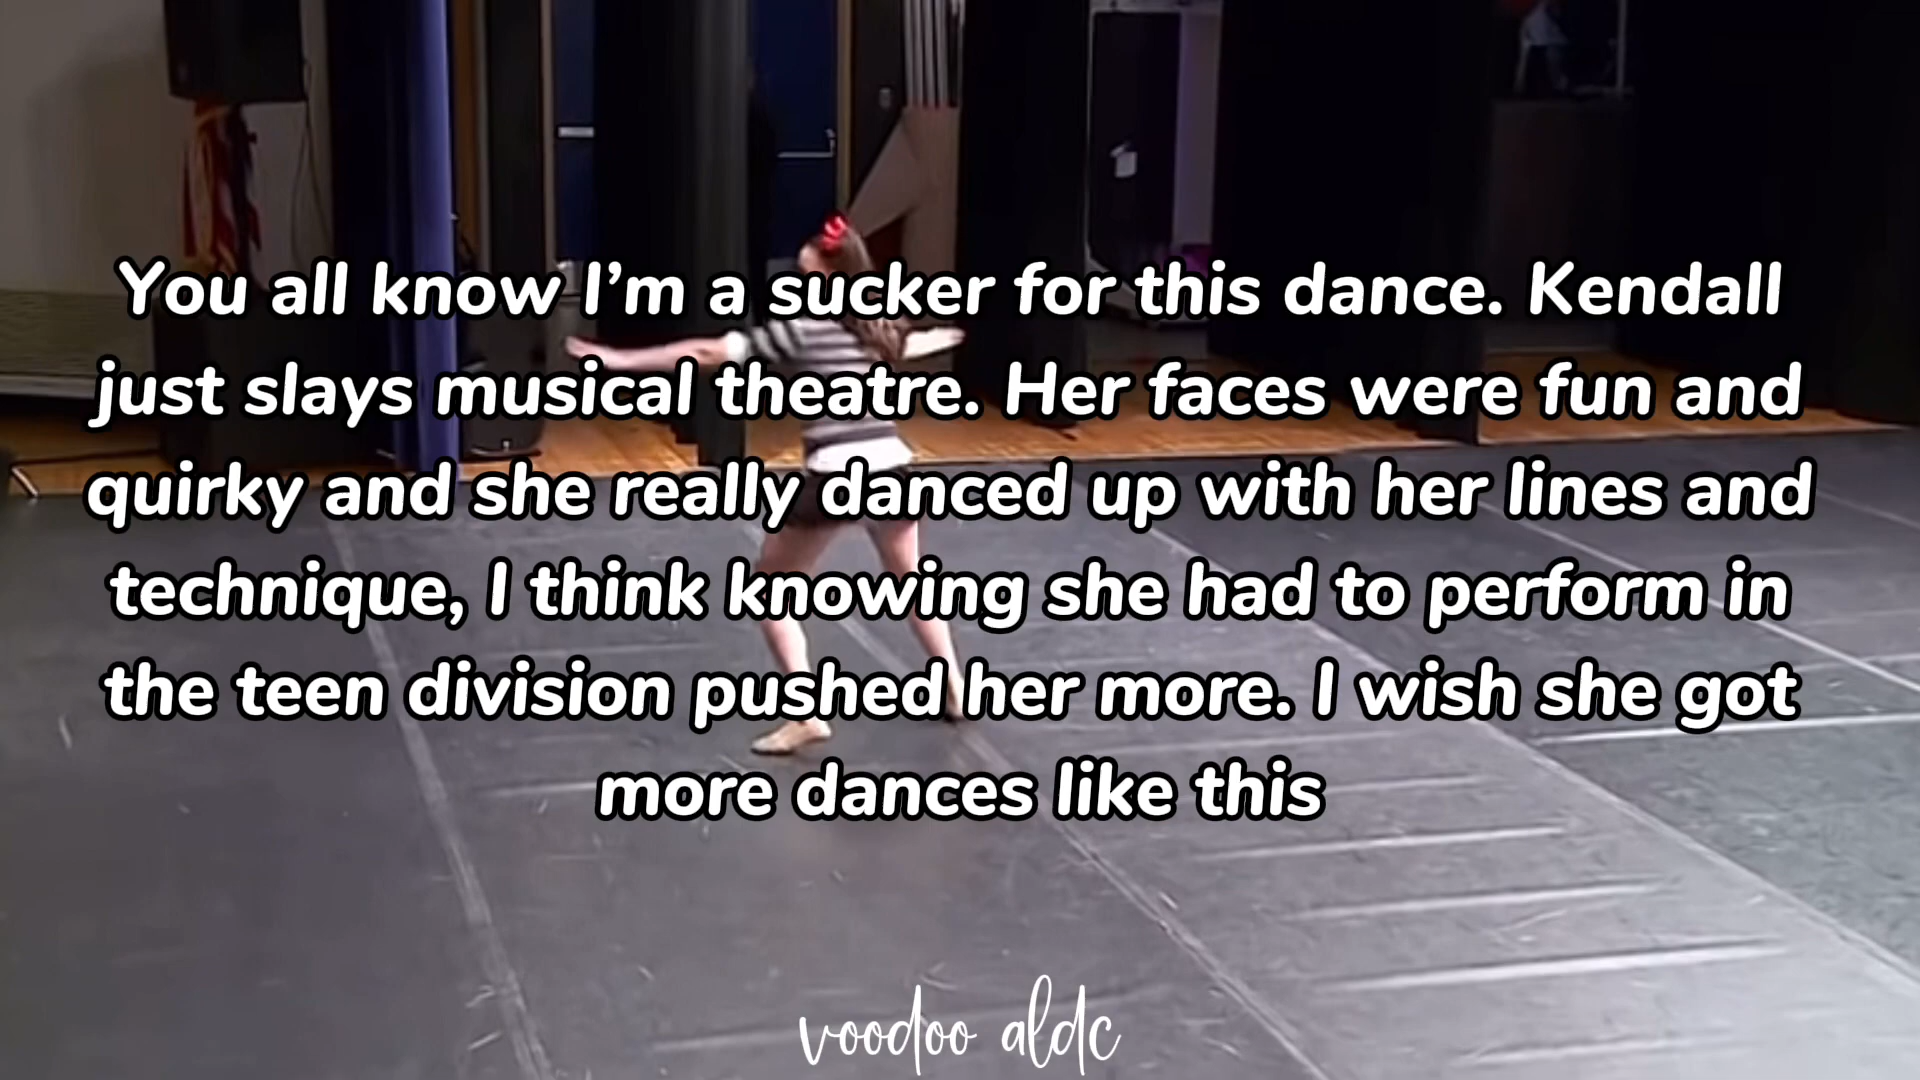 You all know I’m a sucker for this dance. Kendall
just slays musical theatre. Her faces were fun and
quirky and she really danced up with her lines and
technique, I think knowing she had to perform in
the teen division pushed her more. I wish she got
more dances like this
voodoo aldc